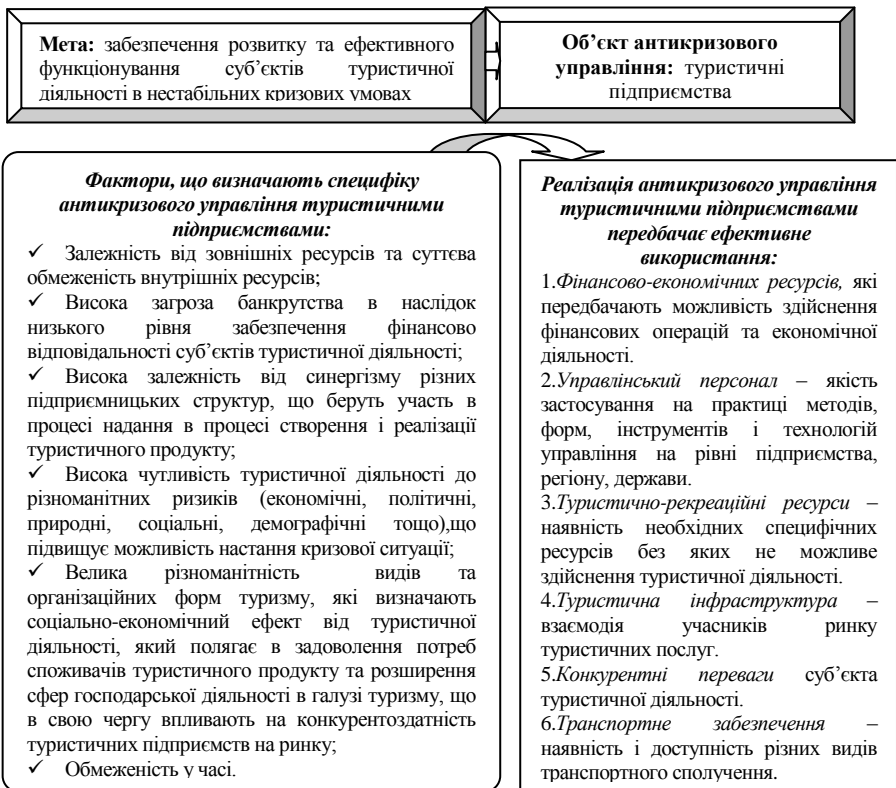 Мета: забезпечення розвитку та ефективного
функціонування суб’єктів туристичної
діяльності в нестабільних кризових умовах
Об’єкт антикризового
управління: туристичні
підприємства
Фактори, що визначають специфіку
антикризового управління туристичними
підприємствами:
✓ Залежність від зовнішніх ресурсів та суттєва
обмеженість внутрішніх ресурсів;
✓ Висока загроза банкрутства в наслідок
низького рівня забезпечення фінансово
відповідальності суб’єктів туристичної діяльності;
✓ Висока залежність від синергізму різних
підприємницьких структур, що беруть участь в
процесі надання в процесі створення і реалізації
туристичного продукту;
✓ Висока чутливість туристичної діяльності до
різноманітних ризиків (економічні, політичні,
природні, соціальні, демографічні тощо),що
підвищує можливість настання кризової ситуації;
✓ Велика різноманітність видів та
організаційних форм туризму, які визначають
соціально-економічний ефект від туристичної
діяльності, який полягає в задоволення потреб
споживачів туристичного продукту та розширення
сфер господарської діяльності в галузі туризму, що
в свою чергу впливають на конкурентоздатність
туристичних підприємств на ринку;
✓ Обмеженість у часі.
Реалізація антикризового управління
туристичними підприємствами
передбачає ефективне
використання:
1.Фінансово-економічних ресурсів, які
передбачають можливість здійснення
фінансових операцій та економічної
діяльності.
2.Управлінський персонал – якість
застосування на практиці методів,
форм, інструментів і технологій
управління на рівні підприємства,
регіону, держави.
3.Туристично-рекреаційні ресурси –
наявність необхідних специфічних
ресурсів без яких не можливе
здійснення туристичної діяльності.
4.Туристична інфраструктура –
взаємодія учасників ринку
туристичних послуг.
5.Конкурентні переваги суб’єкта
туристичної діяльності.
6.Транспортне забезпечення –
наявність і доступність різних видів
транспортного сполучення.